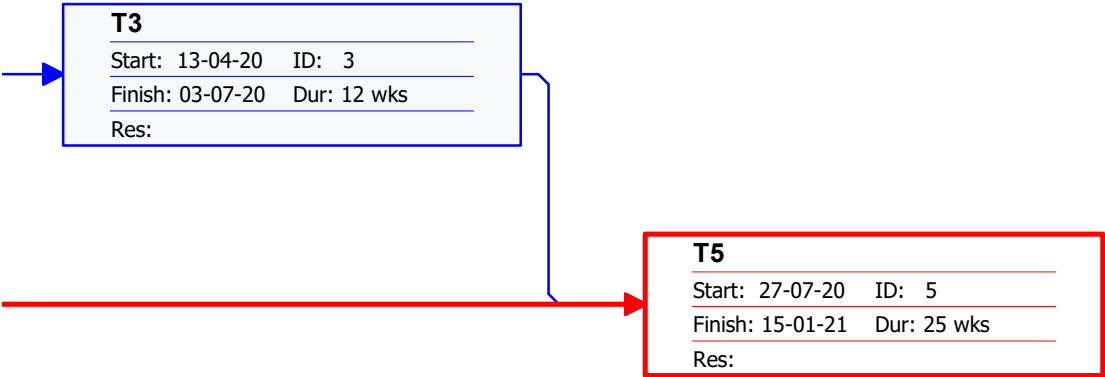 T3
Start: 13-04-20 ID: 3
Finish: 03-07-20 Dur: 12 wks
Res:
T5
Start: 27-07-20 ID: 5
Finish: 15-01-21 Dur: 25 wks
Res: